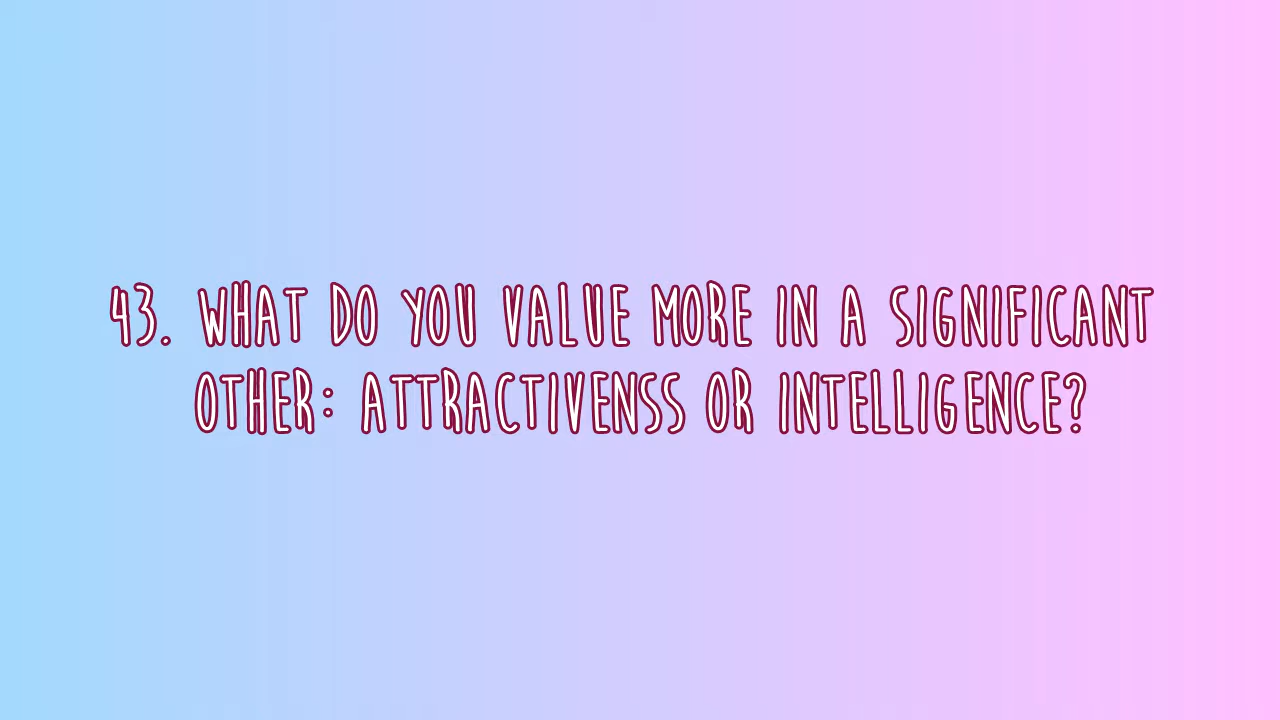 43. WHAT DO YOU VALUE MORE IN A SIGNIFICANT
OTHER: ATTRACTIVENSS OR INTELLIGENCE?